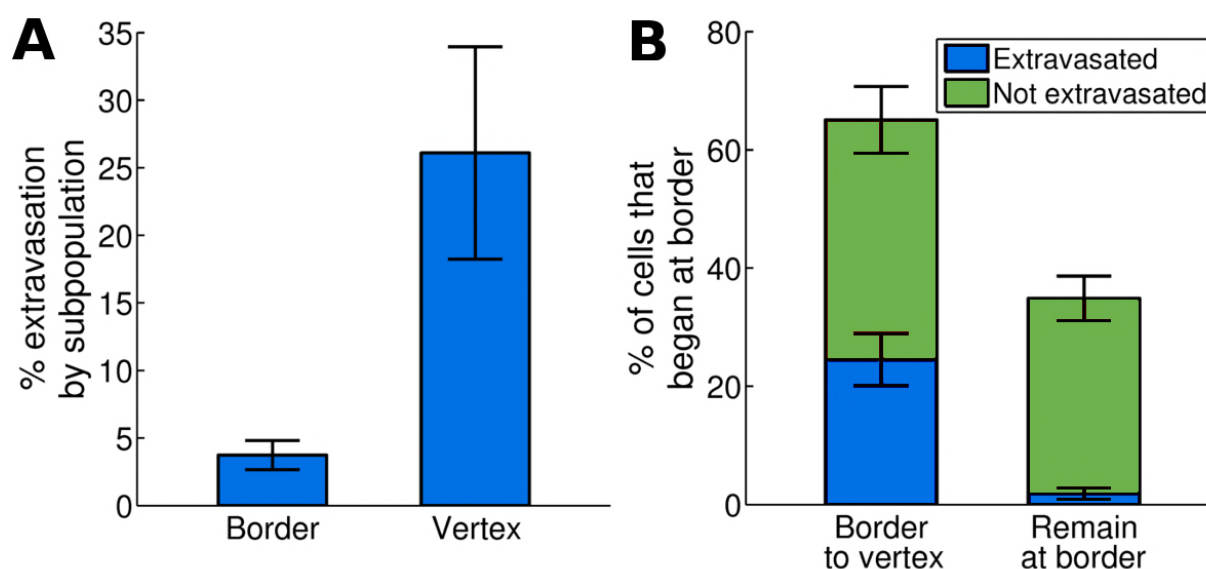 A
% extravasation
by subpopulation
35
30
25
20
15
10
5
0
Border
Vertex
B
% of cells that
began at border
80
60
40
20
0
Extravasated
Not extravasated
Border
to vertex
Remain
at border